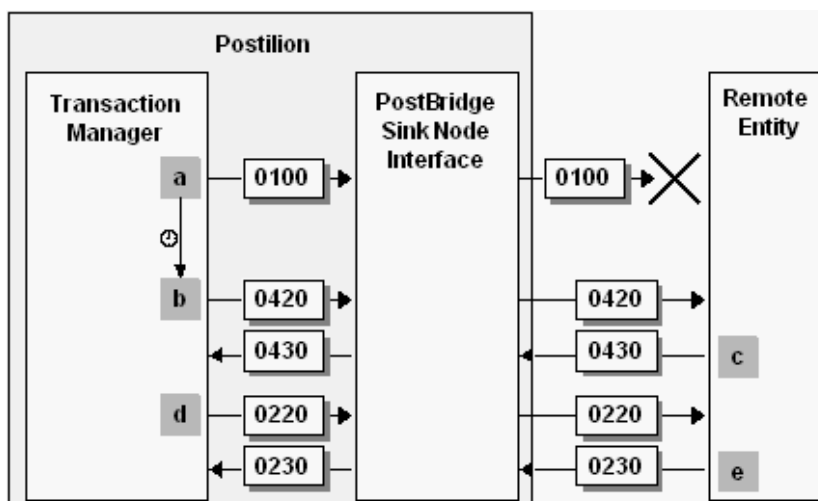 Postilion
Transaction
Manager
PostBridge
Sink Node
Interface
Remote
Entity
a
0100
0100
b
0420
0420
0430
0430
c
d
0220
0220
0230
0230
e